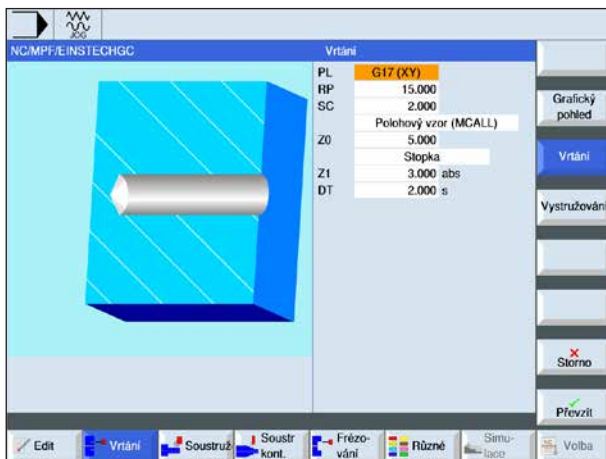 JOG
NC/MPF/EINSTECHGC
Vrtání
PL G17 (XY)
RP 15.000
SC 2.000
Polohový vzor (MCALL)
Z0 5.000
Stopka
Z1 3.000 abs
DT 2.000 s
Grafický
pohled
Vrtání
Vystružování
Storno
Převzít
Edit
Vrtání
Soustruž
Soustr
kont.
Frézo-
vání
Různé
Simu-
lace
Volba